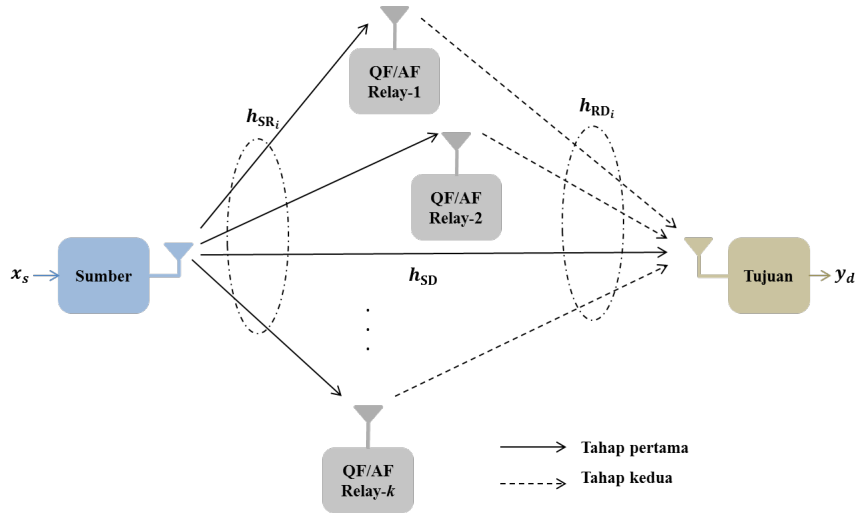 QF/AF
Relay-1
h_SR_i
h_RD_i
QF/AF
Relay-2
x_s
Sumber
h_SD
Tujuan
y_d
.
.
.
QF/AF
Relay-k
Tahap pertama
Tahap kedua